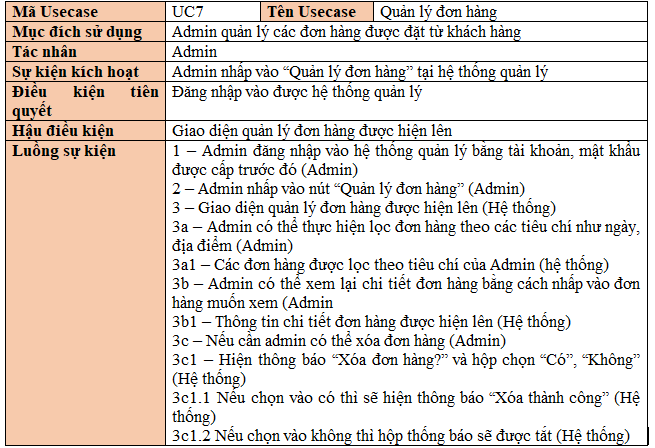 Mã Usecase UC7 Tên Usecase Quản lý đơn hàng
Mục đích sử dụng Admin quản lý các đơn hàng được đặt từ khách hàng
Tác nhân Admin
Sự kiện kích hoạt Admin nhấp vào “Quản lý đơn hàng” tại hệ thống quản lý
Điều kiện tiên Đăng nhập vào được hệ thống quản lý
quyết
Hậu điều kiện Giao diện quản lý đơn hàng được hiện lên
Luồng sự kiện 1 – Admin đăng nhập vào hệ thống quản lý bằng tài khoản, mật khẩu
được cấp trước đó (Admin)
2 – Admin nhấp vào nút “Quản lý đơn hàng” (Admin)
3 – Giao diện quản lý đơn hàng được hiện lên (Hệ thống)
3a – Admin có thể thực hiện lọc đơn hàng theo các tiêu chí như ngày,
địa điểm (Admin)
3a1 – Các đơn hàng được lọc theo tiêu chí của Admin (hệ thống)
3b – Admin có thể xem lại chi tiết đơn hàng bằng cách nhấp vào đơn
hàng muốn xem (Admin
3b1 – Thông tin chi tiết đơn hàng được hiện lên (Hệ thống)
3c – Nếu cần admin có thể xóa đơn hàng (Admin)
3c1 – Hiện thông báo “Xóa đơn hàng?” và hộp chọn “Có”, “Không”
(Hệ thống)
3c1.1 Nếu chọn vào có thì sẽ hiện thông báo “Xóa thành công” (Hệ
thống)
3c1.2 Nếu chọn vào không thì hộp thống báo sẽ được tắt (Hệ thống)